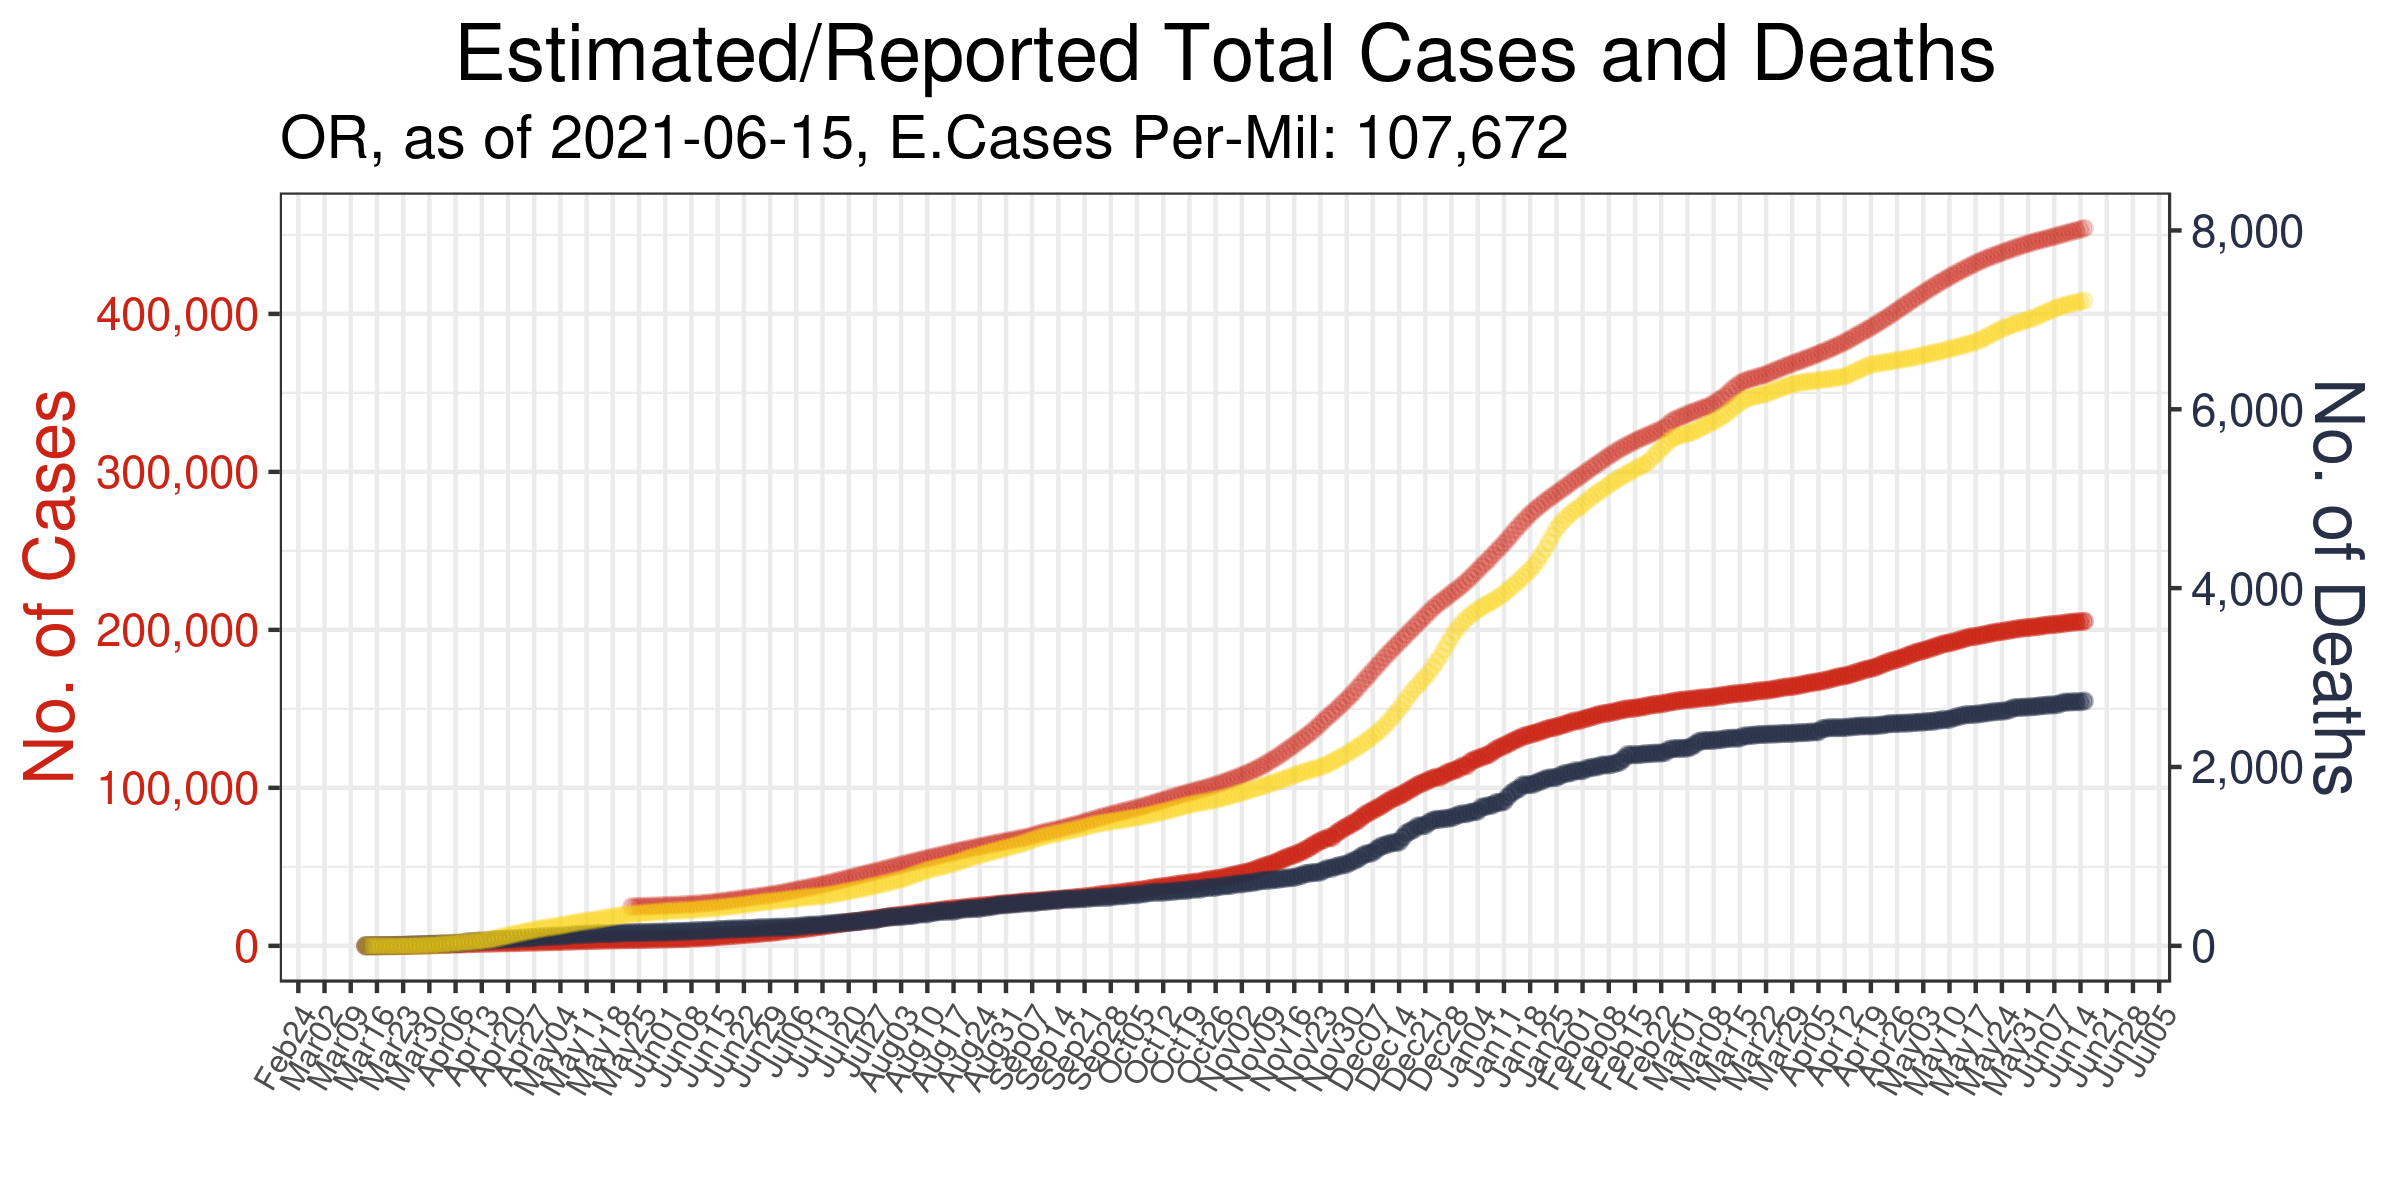 Estimated/Reported Total Cases and Deaths
OR, as of 2021-06-15, E.Cases Per-Mil: 107,672
No. of Cases
400,000
300,000
200,000
100,000
0
8,000
6,000
4,000
2,000
0
No. of Deaths
Feb24
Mar02
Mar09
Mar16
Mar23
Mar30
Apr06
Apr13
Apr20
Apr27
May04
May11
May18
May25
Jun01
Jun08
Jun15
Jun22
Jun29
Jul06
Jul13
Jul20
Jul27
Aug03
Aug10
Aug17
Aug24
Aug31
Sep07
Sep14
Sep21
Sep28
Oct05
Oct12
Oct19
Oct26
Nov02
Nov09
Nov16
Nov23
Nov30
Dec07
Dec14
Dec21
Dec28
Jan04
Jan11
Jan18
Jan25
Feb01
Feb08
Feb15
Feb22
Mar01
Mar08
Mar15
Mar22
Mar29
Apr05
Apr12
Apr19
Apr26
May03
May10
May17
May24
May31
Jun07
Jun14
Jun21
Jun28
Jul05